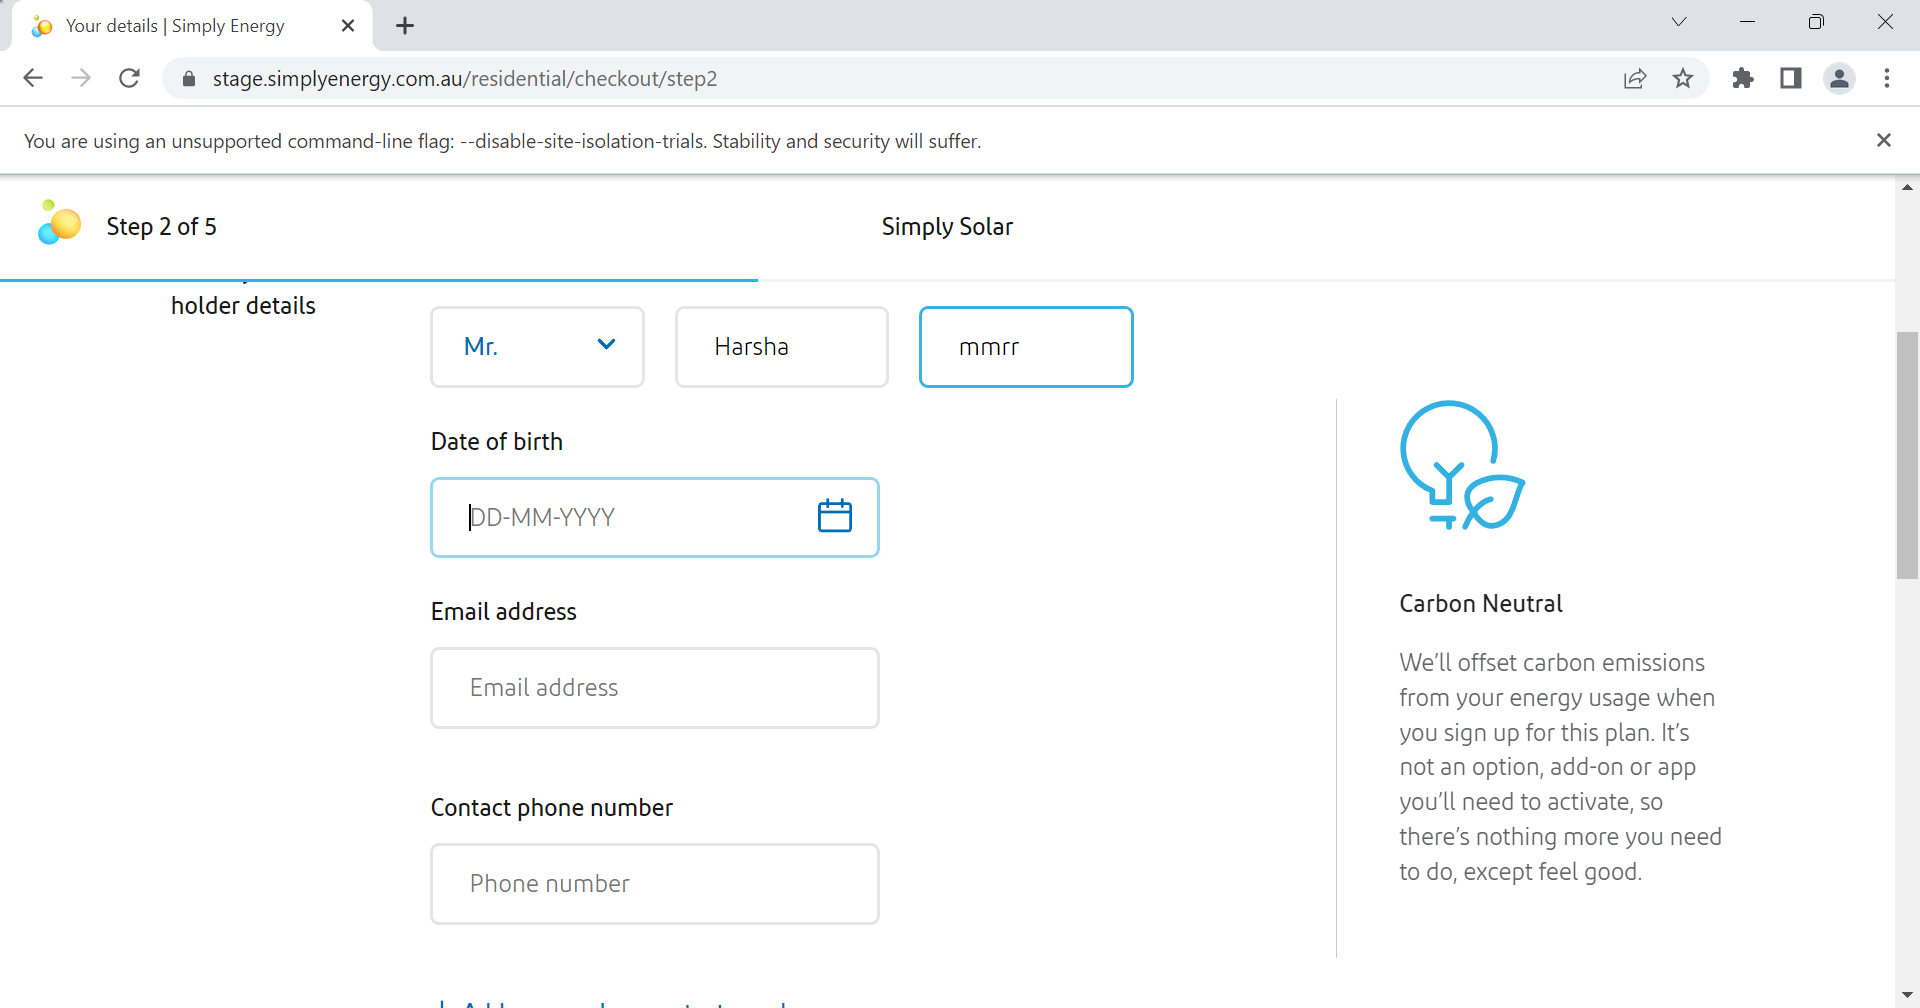 Your details | Simply Energy
stage.simplyenergy.com.au/residential/checkout/step2
You are using an unsupported command-line flag: --disable-site-isolation-trials. Stability and security will suffer.
Step 2 of 5
Simply Solar
holder details
Mr.
Harsha
mmrr
Date of birth
DD-MM-YYYY
Email address
Email address
Contact phone number
Phone number
Carbon Neutral
We'll offset carbon emissions
from your energy usage when
you sign up for this plan. It's
not an option, add-on or app
you'll need to activate, so
there's nothing more you need
to do, except feel good.